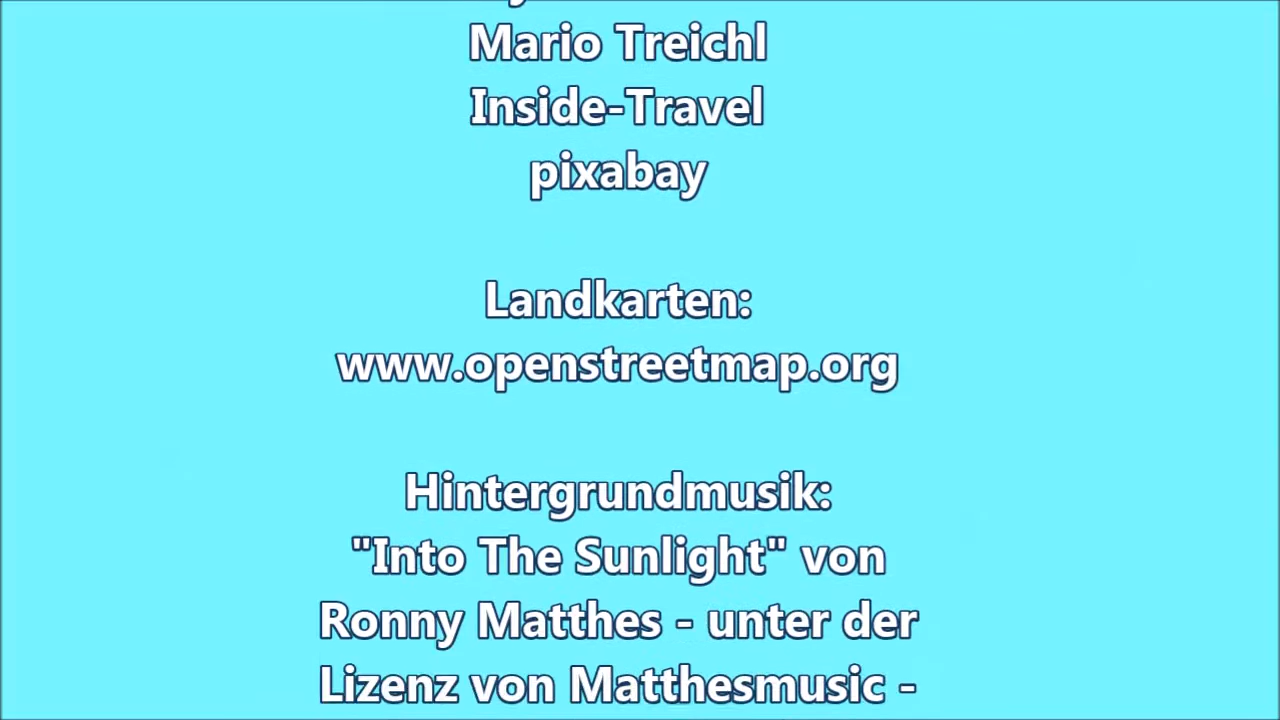 Mario Treichl
Inside-Travel
pixabay
Landkarten:
www.openstreetmap.org
Hintergrundmusik:
"Into The Sunlight" von
Ronny Matthes - unter der
Lizenz von Matthesmusic -